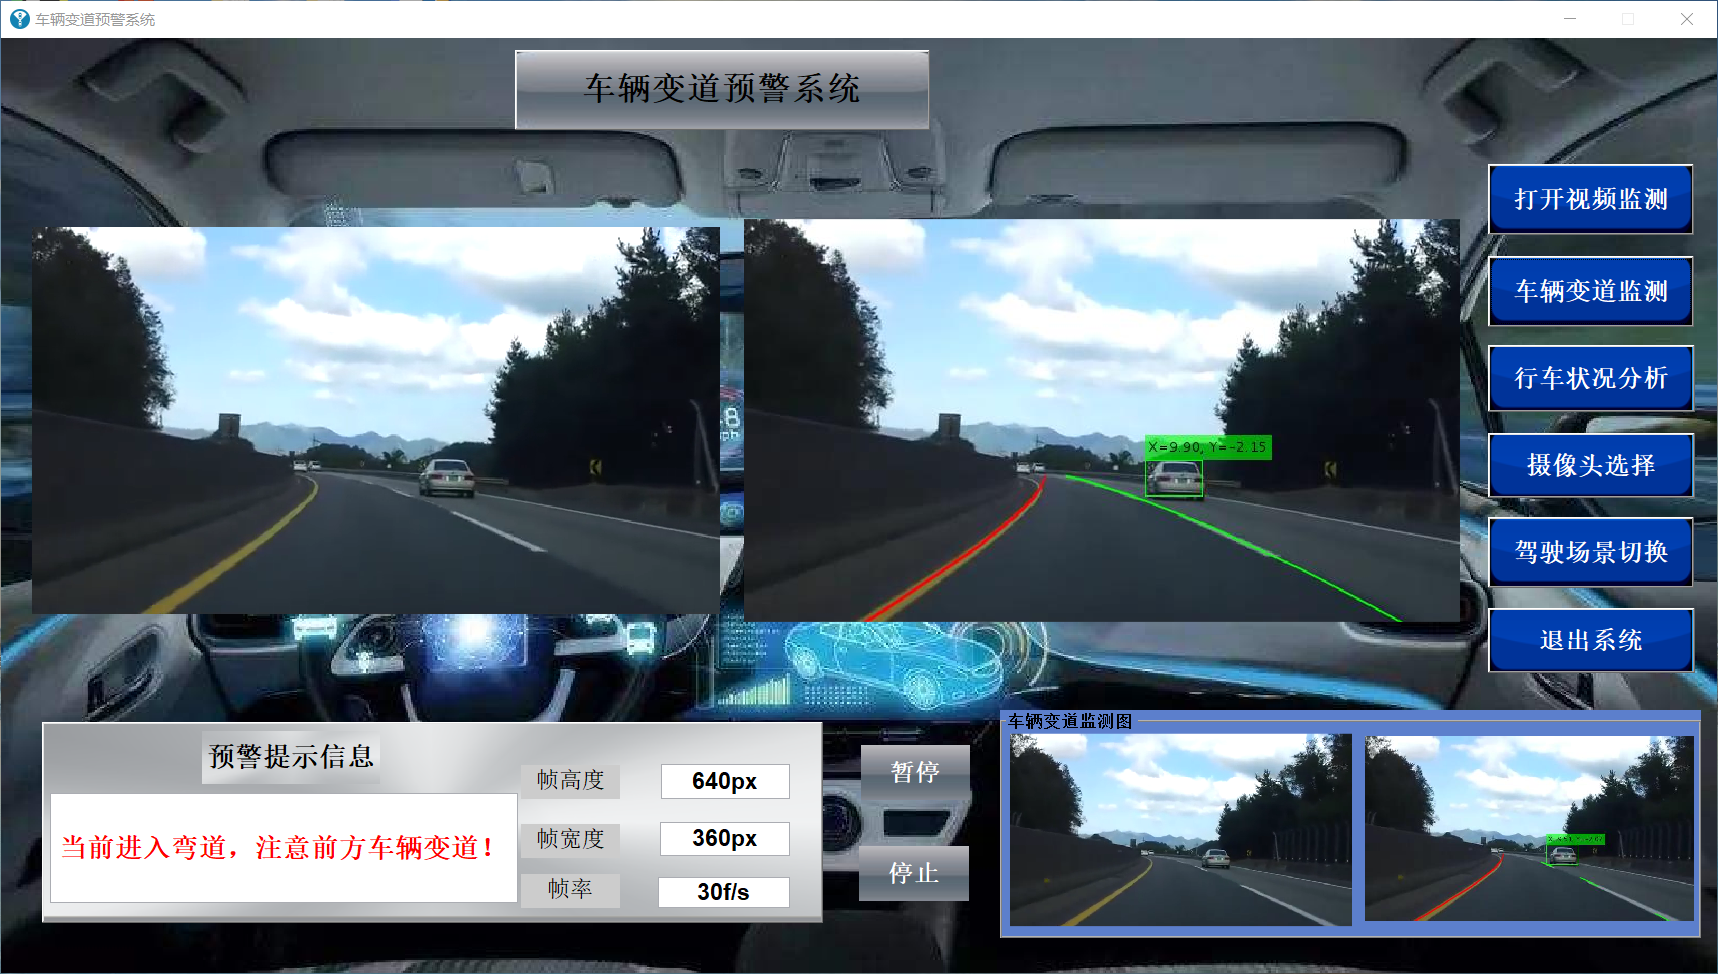 车辆变道预警系统
车辆变道预警系统
打开视频监测
车辆变道监测
行车状况分析
摄像头选择
驾驶场景切换
退出系统
X=9.90, Y=-2.15
预警提示信息
当前进入弯道，注意前方车辆变道！
帧高度
640px
帧宽度
360px
帧率
30f/s
暂停
停止
车辆变道监测图